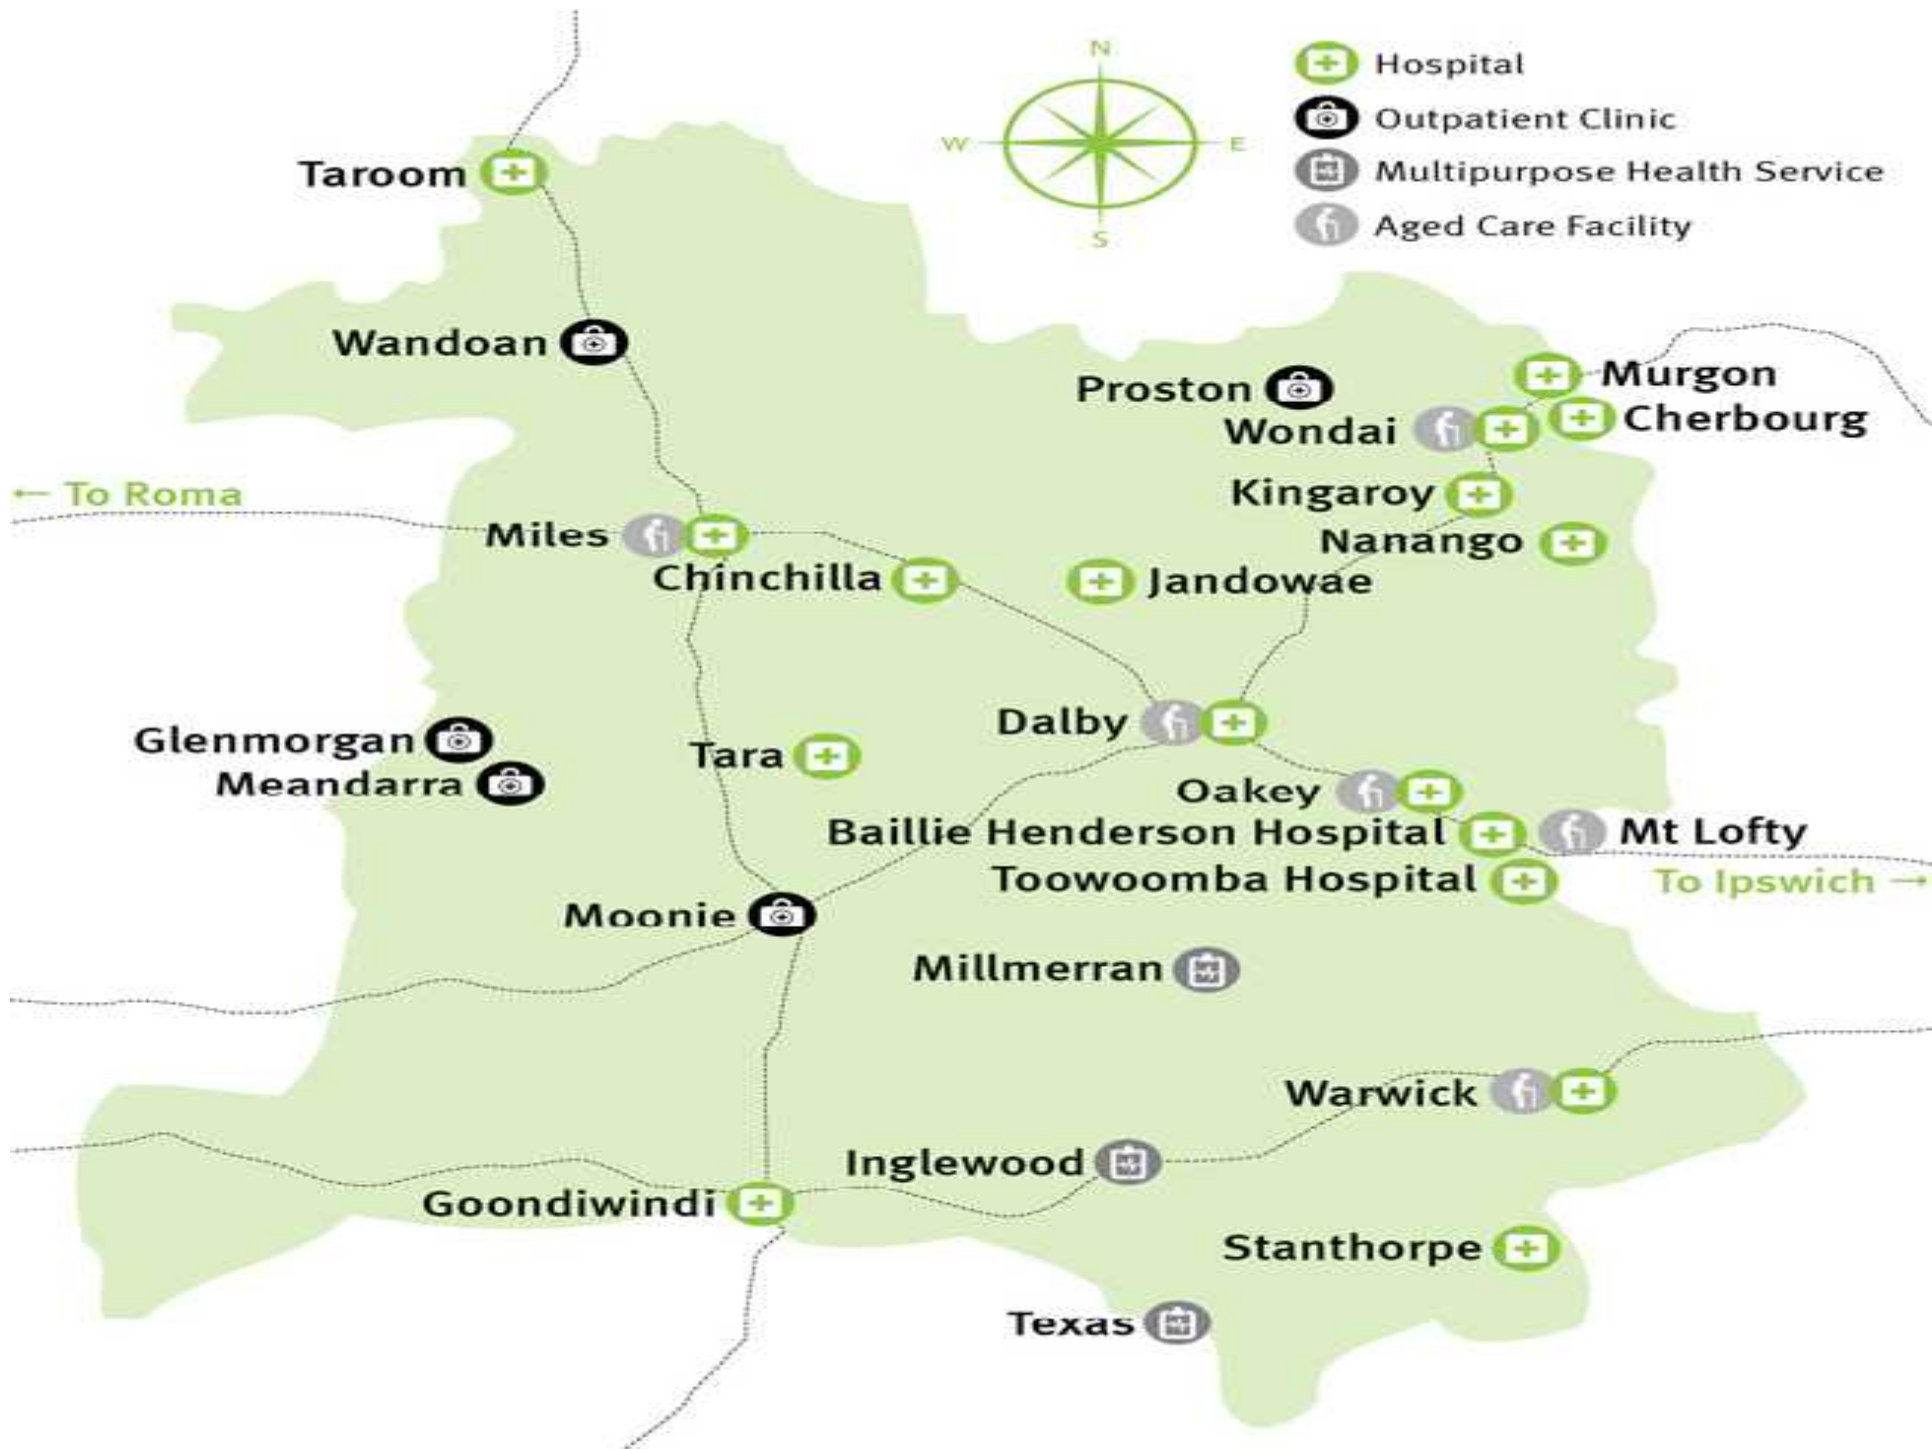 N
Hospital
Outpatient Clinic
W
E
Multipurpose Health Service
Taroom
Aged Care Facility
S
Wandoan
Murgon
Proston
Cherbourg
Wondai
← To Roma
Kingaroy
Miles
Nanango
Chinchilla
Jandowae
Dalby
Glenmorgan
Tara
Meandarra
Oakey
Baillie Henderson Hospital
Mt Lofty
Toowoomba Hospital
To Ipswich →
Moonie
Millmerran
Warwick
Inglewood
Goondiwindi
Stanthorpe
Texas